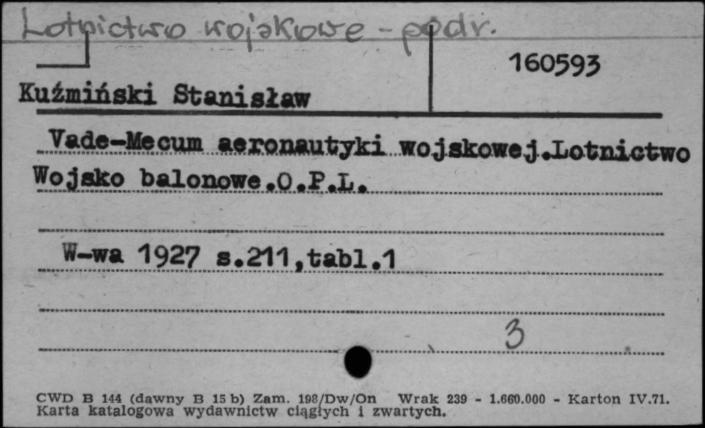 Lotnictwo wojskowe - podr.
160593
Kuźmiński Stanisław
Vade-Mecum aeronautyki wojskowej.Lotnictwo
Wojsko balonowe.O.P.L.
W-wa 1927 s.211,tabl.1
3
CWD B 144 (dawny B 15 b) Zam. 198/Dw/On Wrak 239 - 1.660.000 - Karton IV.71.
Karta katalogowa wydawnictw ciągłych i zwartych.